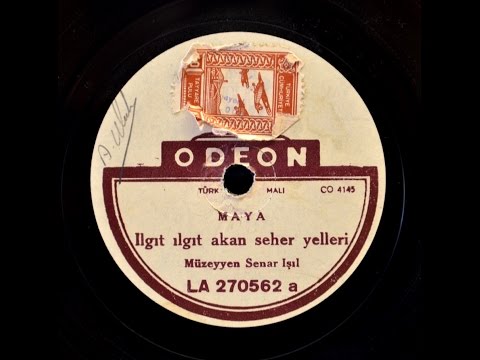 ODEON
TÜRK MALI CO 4145
MAYA
Ilgıt ılgıt akan seher yelleri
Müzeyyen Senar Işıl
LA 270562 a